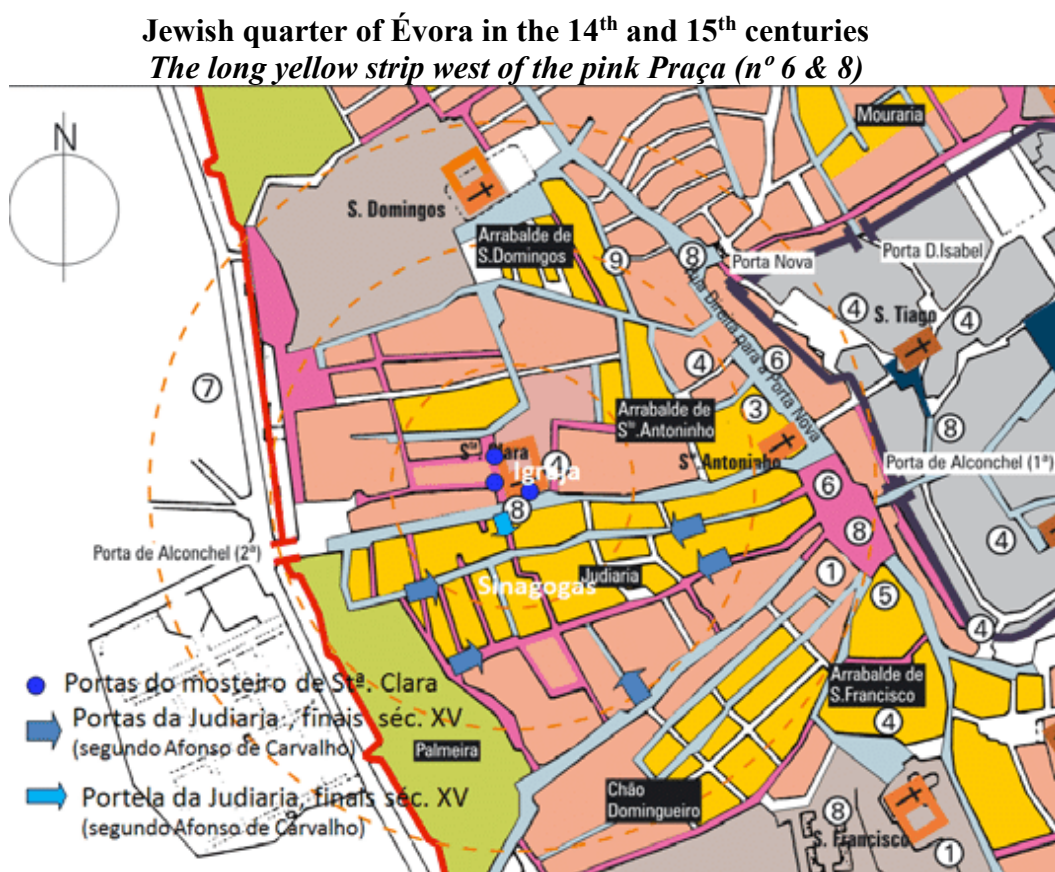 Jewish quarter of Évora in the 14th and 15th centuries
The long yellow strip west of the pink Praça (nº 6 & 8)
N
Mouraria
S. Domingos
Arrabalde de
S.Domingos
9
8
Porta Nova
Porta D.Isabel
4
S. Tiago
4
Rua Direita para a Porta Nova
7
4
6
Arrabalde de
Stº.Antoninho
3
8
Stª Clara
4
Igreja
Stº Antoninho
Porta de Alconchel (1ª)
6
8
8
4
Porta de Alconchel (2ª)
Sinagogas
Judiaria
1
5
4
Portas do mosteiro de Stª. Clara
Arrabalde de
S.Francisco
Portas da Judiaria, finais séc. XV
(segundo Afonso de Carvalho)
Palmeira
4
Portela da Judiaria, finais séc. XV
(segundo Afonso de Carvalho)
Chão
Domingueiro
8
S. Francisco
1